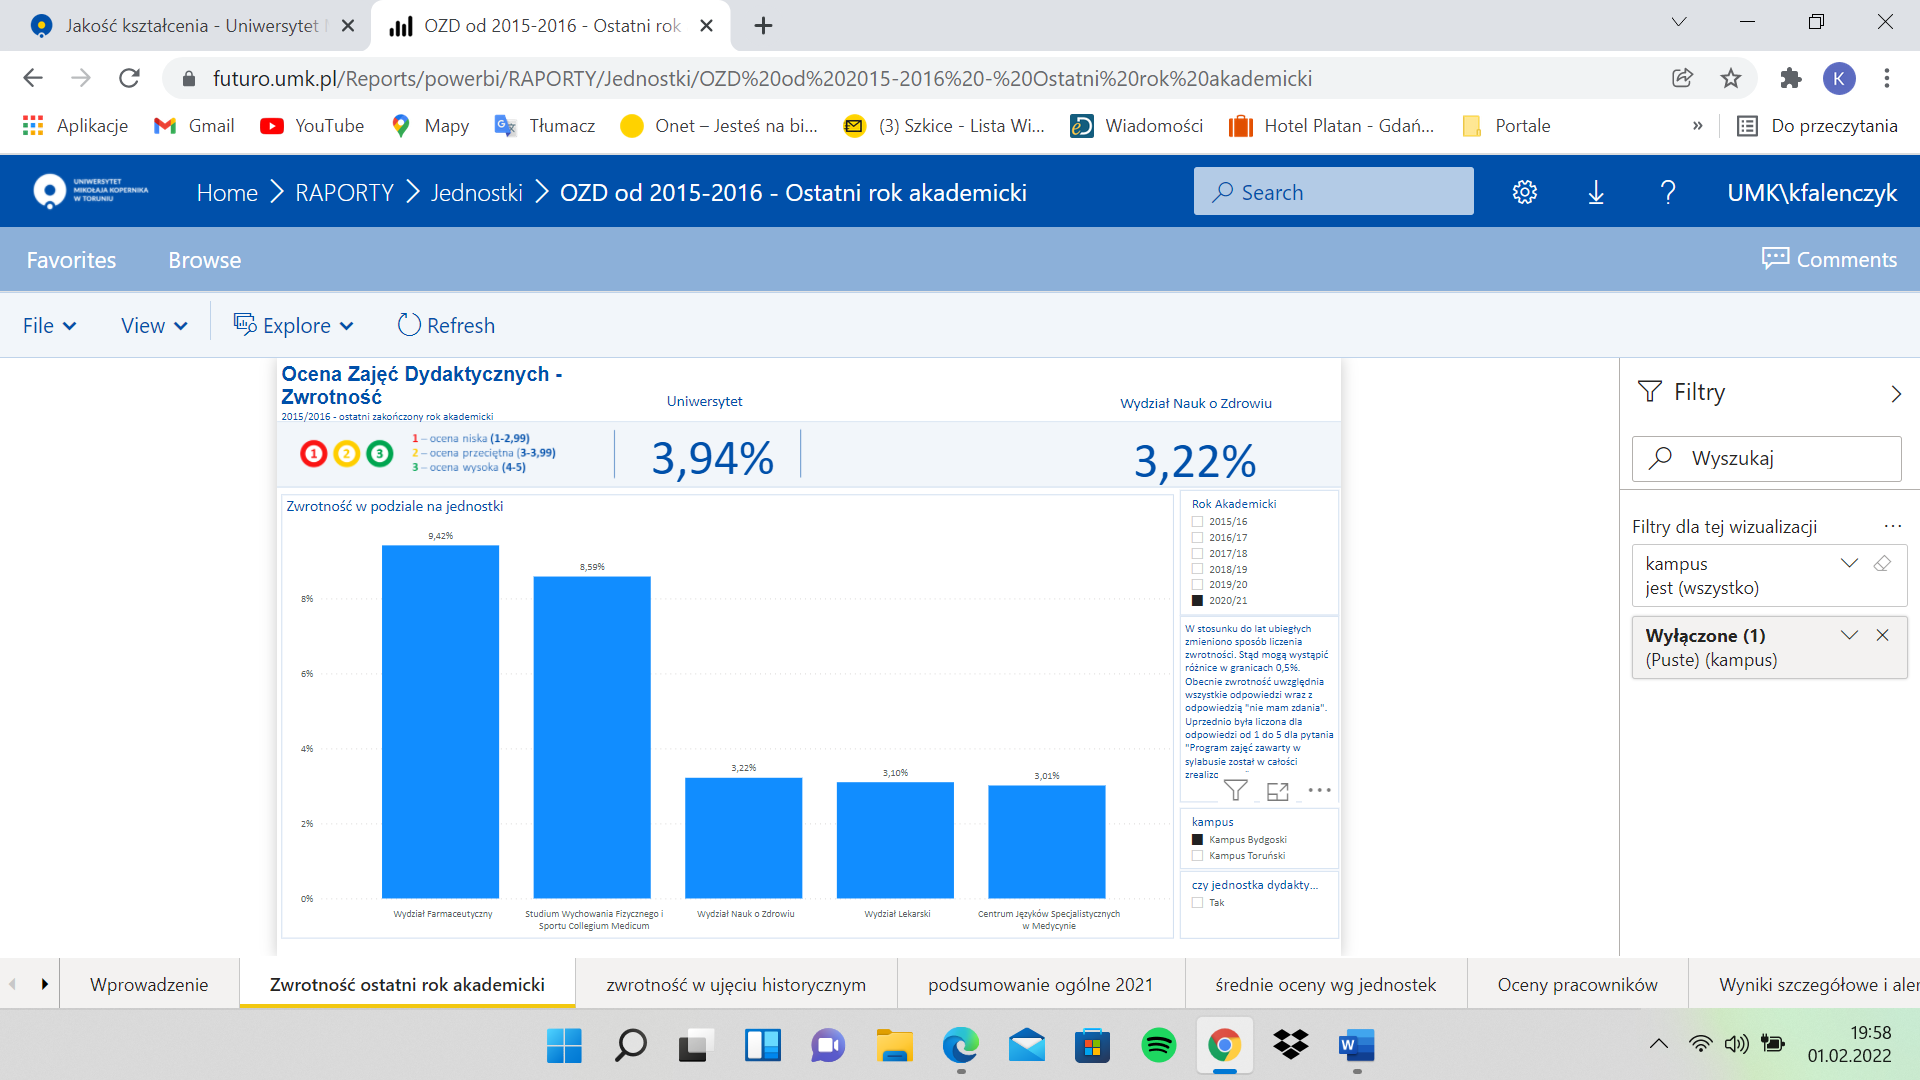 Jakość kształcenia - Uniwersytet
OZD od 2015-2016 - Ostatni rok
futuro.umk.pl/Reports/powerbi/RAPORTY/Jednostki/OZD%20od%202015-2016%20-%20Ostatni%20rok%20akademicki
K
Aplikacje
Gmail
YouTube
Mapy
Tłumacz
Onet – Jesteś na bi...
(3) Szkice - Lista Wi...
Wiadomości
Hotel Platan - Gdań...
Portale
»
Do przeczytania
UNIWERSYTET
MIKOŁAJA KOPERNIKA
W TORUNIU
Home > RAPORTY > Jednostki > OZD od 2015-2016 - Ostatni rok akademicki
Search
?
UMK\kfalenczyk
Favorites
Browse
Comments
File
View
Explore
Refresh
Ocena Zajęć Dydaktycznych -
Zwrotność
2015/2016 - ostatni zakończony rok akademicki
Uniwersytet
Wydział Nauk o Zdrowiu
1 2 3
1 – ocena niska (1-2,99)
2 – ocena przeciętna (3-3,99)
3 – ocena wysoka (4-5)
3,94%
3,22%
Zwrotność w podziale na jednostki
9,42%
8,59%
3,22%
3,10%
3,01%
8%
6%
4%
2%
0%
Wydział Farmaceutyczny
Studium Wychowania Fizycznego i
Sportu Collegium Medicum
Wydział Nauk o Zdrowiu
Wydział Lekarski
Centrum Języków Specjalistycznych
w Medycynie
Rok Akademicki
2015/16
2016/17
2017/18
2018/19
2019/20
2020/21
W stosunku do lat ubiegłych
zmieniono sposób liczenia
zwrotności. Stąd mogą wystąpić
różnice w granicach 0,5%.
Obecnie zwrotność uwzględnia
wszystkie odpowiedzi wraz z
odpowiedzią "nie mam zdania".
Uprzednio była liczona dla
odpowiedzi od 1 do 5 dla pytania
"Program zajęć zawarty w
sylabusie został w całości
zrealizo
kampus
Kampus Bydgoski
Kampus Toruński
czy jednostka dydakty...
Tak
Filtry
Wyszukaj
Filtry dla tej wizualizacji
...
kampus
jest (wszystko)
Wyłączone (1)
(Puste) (kampus)
Wprowadzenie
Zwrotność ostatni rok akademicki
zwrotność w ujęciu historycznym
podsumowanie ogólne 2021
średnie oceny wg jednostek
Oceny pracowników
Wyniki szczegółowe i aler
W
19:58
01.02.2022